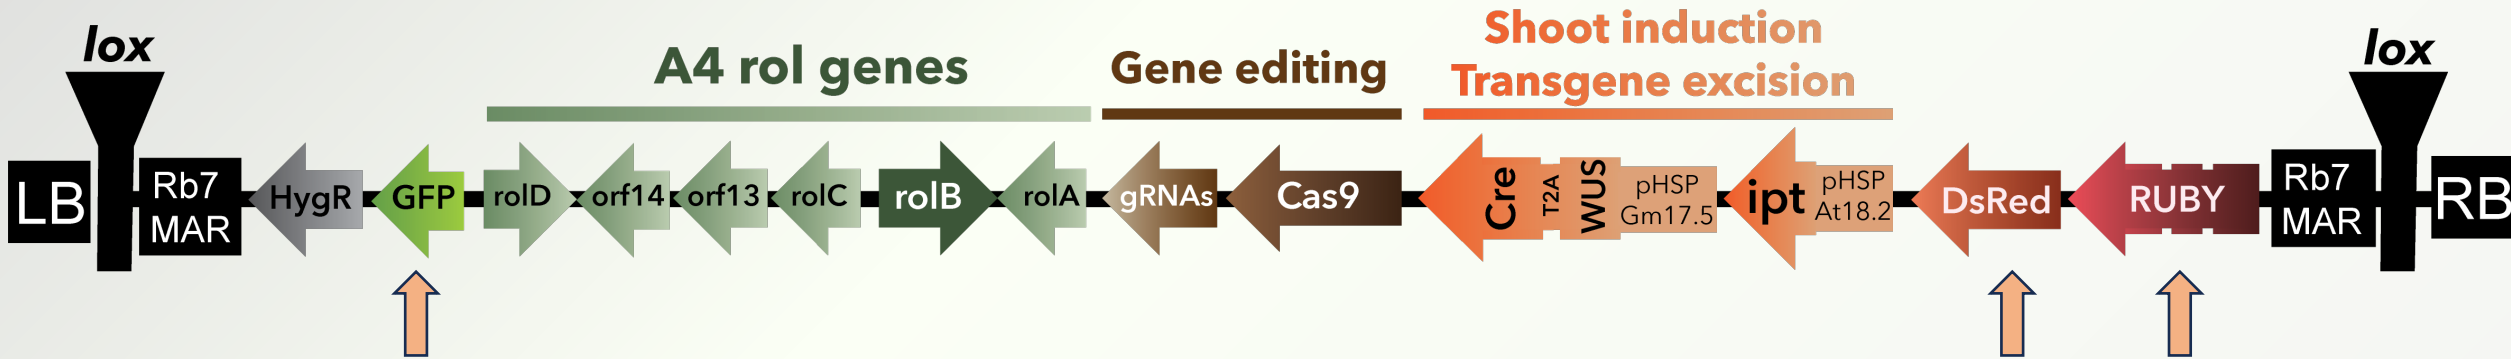 lox
A4 rol genes
Gene editing
Shoot induction
Transgene excision
lox
LB
Rb7
MAR
HygR
GFP
rolD
orf14
orf13
rolC
rolB
rolA
gRNAs
Cas9
Cre
T2A
WUS
pHSP
Gm17.5
ipt
pHSP
At18.2
DsRed
RUBY
Rb7
MAR
RB